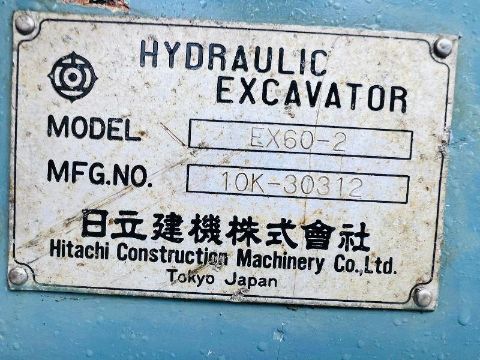 HYDRAULIC
EXCAVATOR
MODEL EX60-2
MFG.NO. 10K-30312
日立建機株式會社
Hitachi Construction Machinery Co.,Ltd.
Tokyo Japan